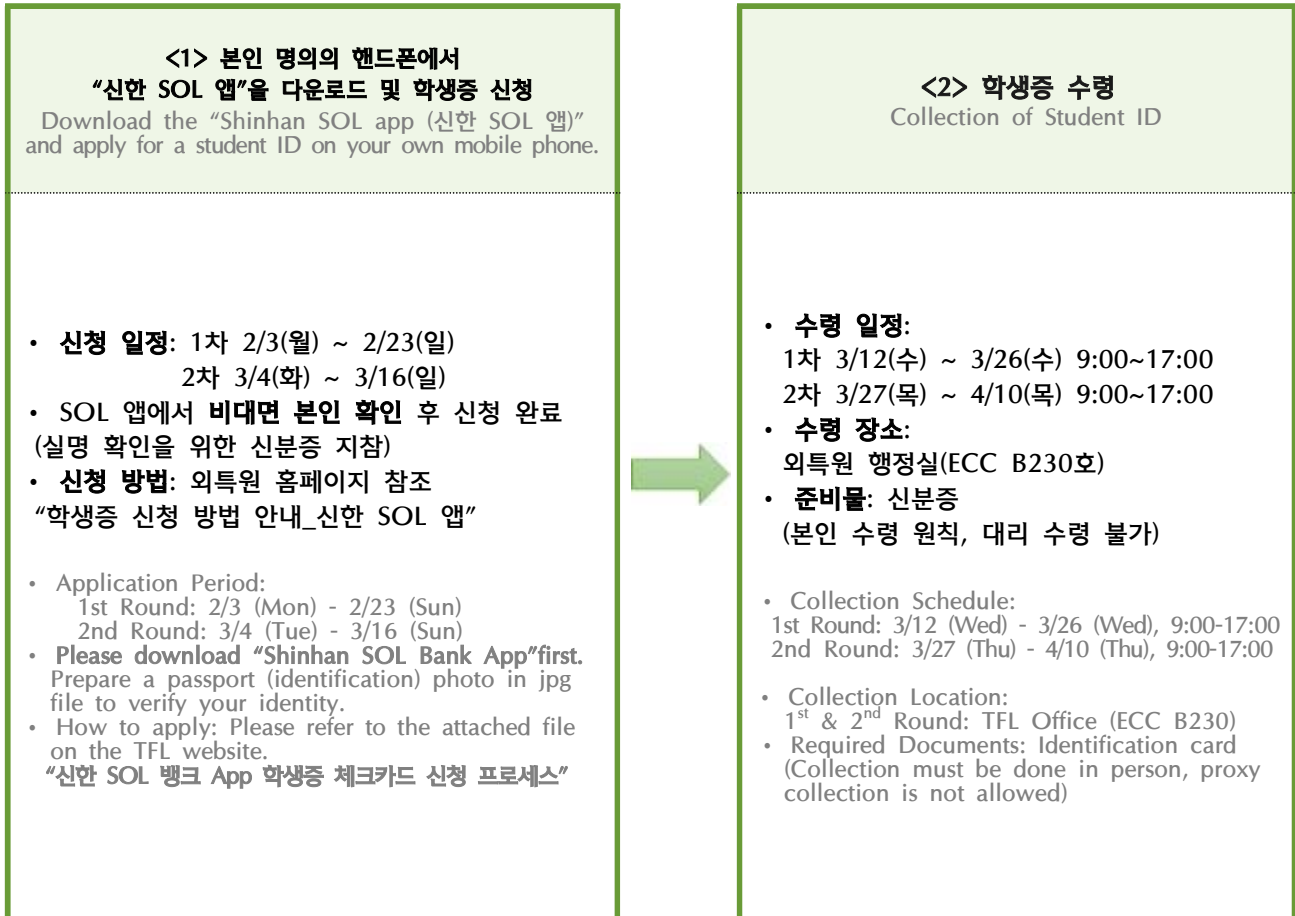 <1> 본인 명의의 핸드폰에서
“신한 SOL 앱”을 다운로드 및 학생증 신청
Download the “Shinhan SOL app (신한 SOL 앱)”
and apply for a student ID on your own mobile phone.
• 신청 일정: 1차 2/3(월) ~ 2/23(일)
2차 3/4(화) ~ 3/16(일)
• SOL 앱에서 비대면 본인 확인 후 신청 완료
(실명 확인을 위한 신분증 지참)
• 신청 방법: 외특원 홈페이지 참조
“학생증 신청 방법 안내_신한 SOL 앱”
• Application Period:
1st Round: 2/3 (Mon) - 2/23 (Sun)
2nd Round: 3/4 (Tue) - 3/16 (Sun)
• Please download “Shinhan SOL Bank App”first.
Prepare a passport (identification) photo in jpg
file to verify your identity.
• How to apply: Please refer to the attached file
on the TFL website.
“신한 SOL 뱅크 App 학생증 체크카드 신청 프로세스”
<2> 학생증 수령
Collection of Student ID
• 수령 일정:
1차 3/12(수) ~ 3/26(수) 9:00~17:00
2차 3/27(목) ~ 4/10(목) 9:00~17:00
• 수령 장소:
외특원 행정실(ECC B230호)
• 준비물: 신분증
(본인 수령 원칙, 대리 수령 불가)
• Collection Schedule:
1st Round: 3/12 (Wed) - 3/26 (Wed), 9:00-17:00
2nd Round: 3/27 (Thu) - 4/10 (Thu), 9:00-17:00
• Collection Location:
1st & 2nd Round: TFL Office (ECC B230)
• Required Documents: Identification card
(Collection must be done in person, proxy
collection is not allowed)